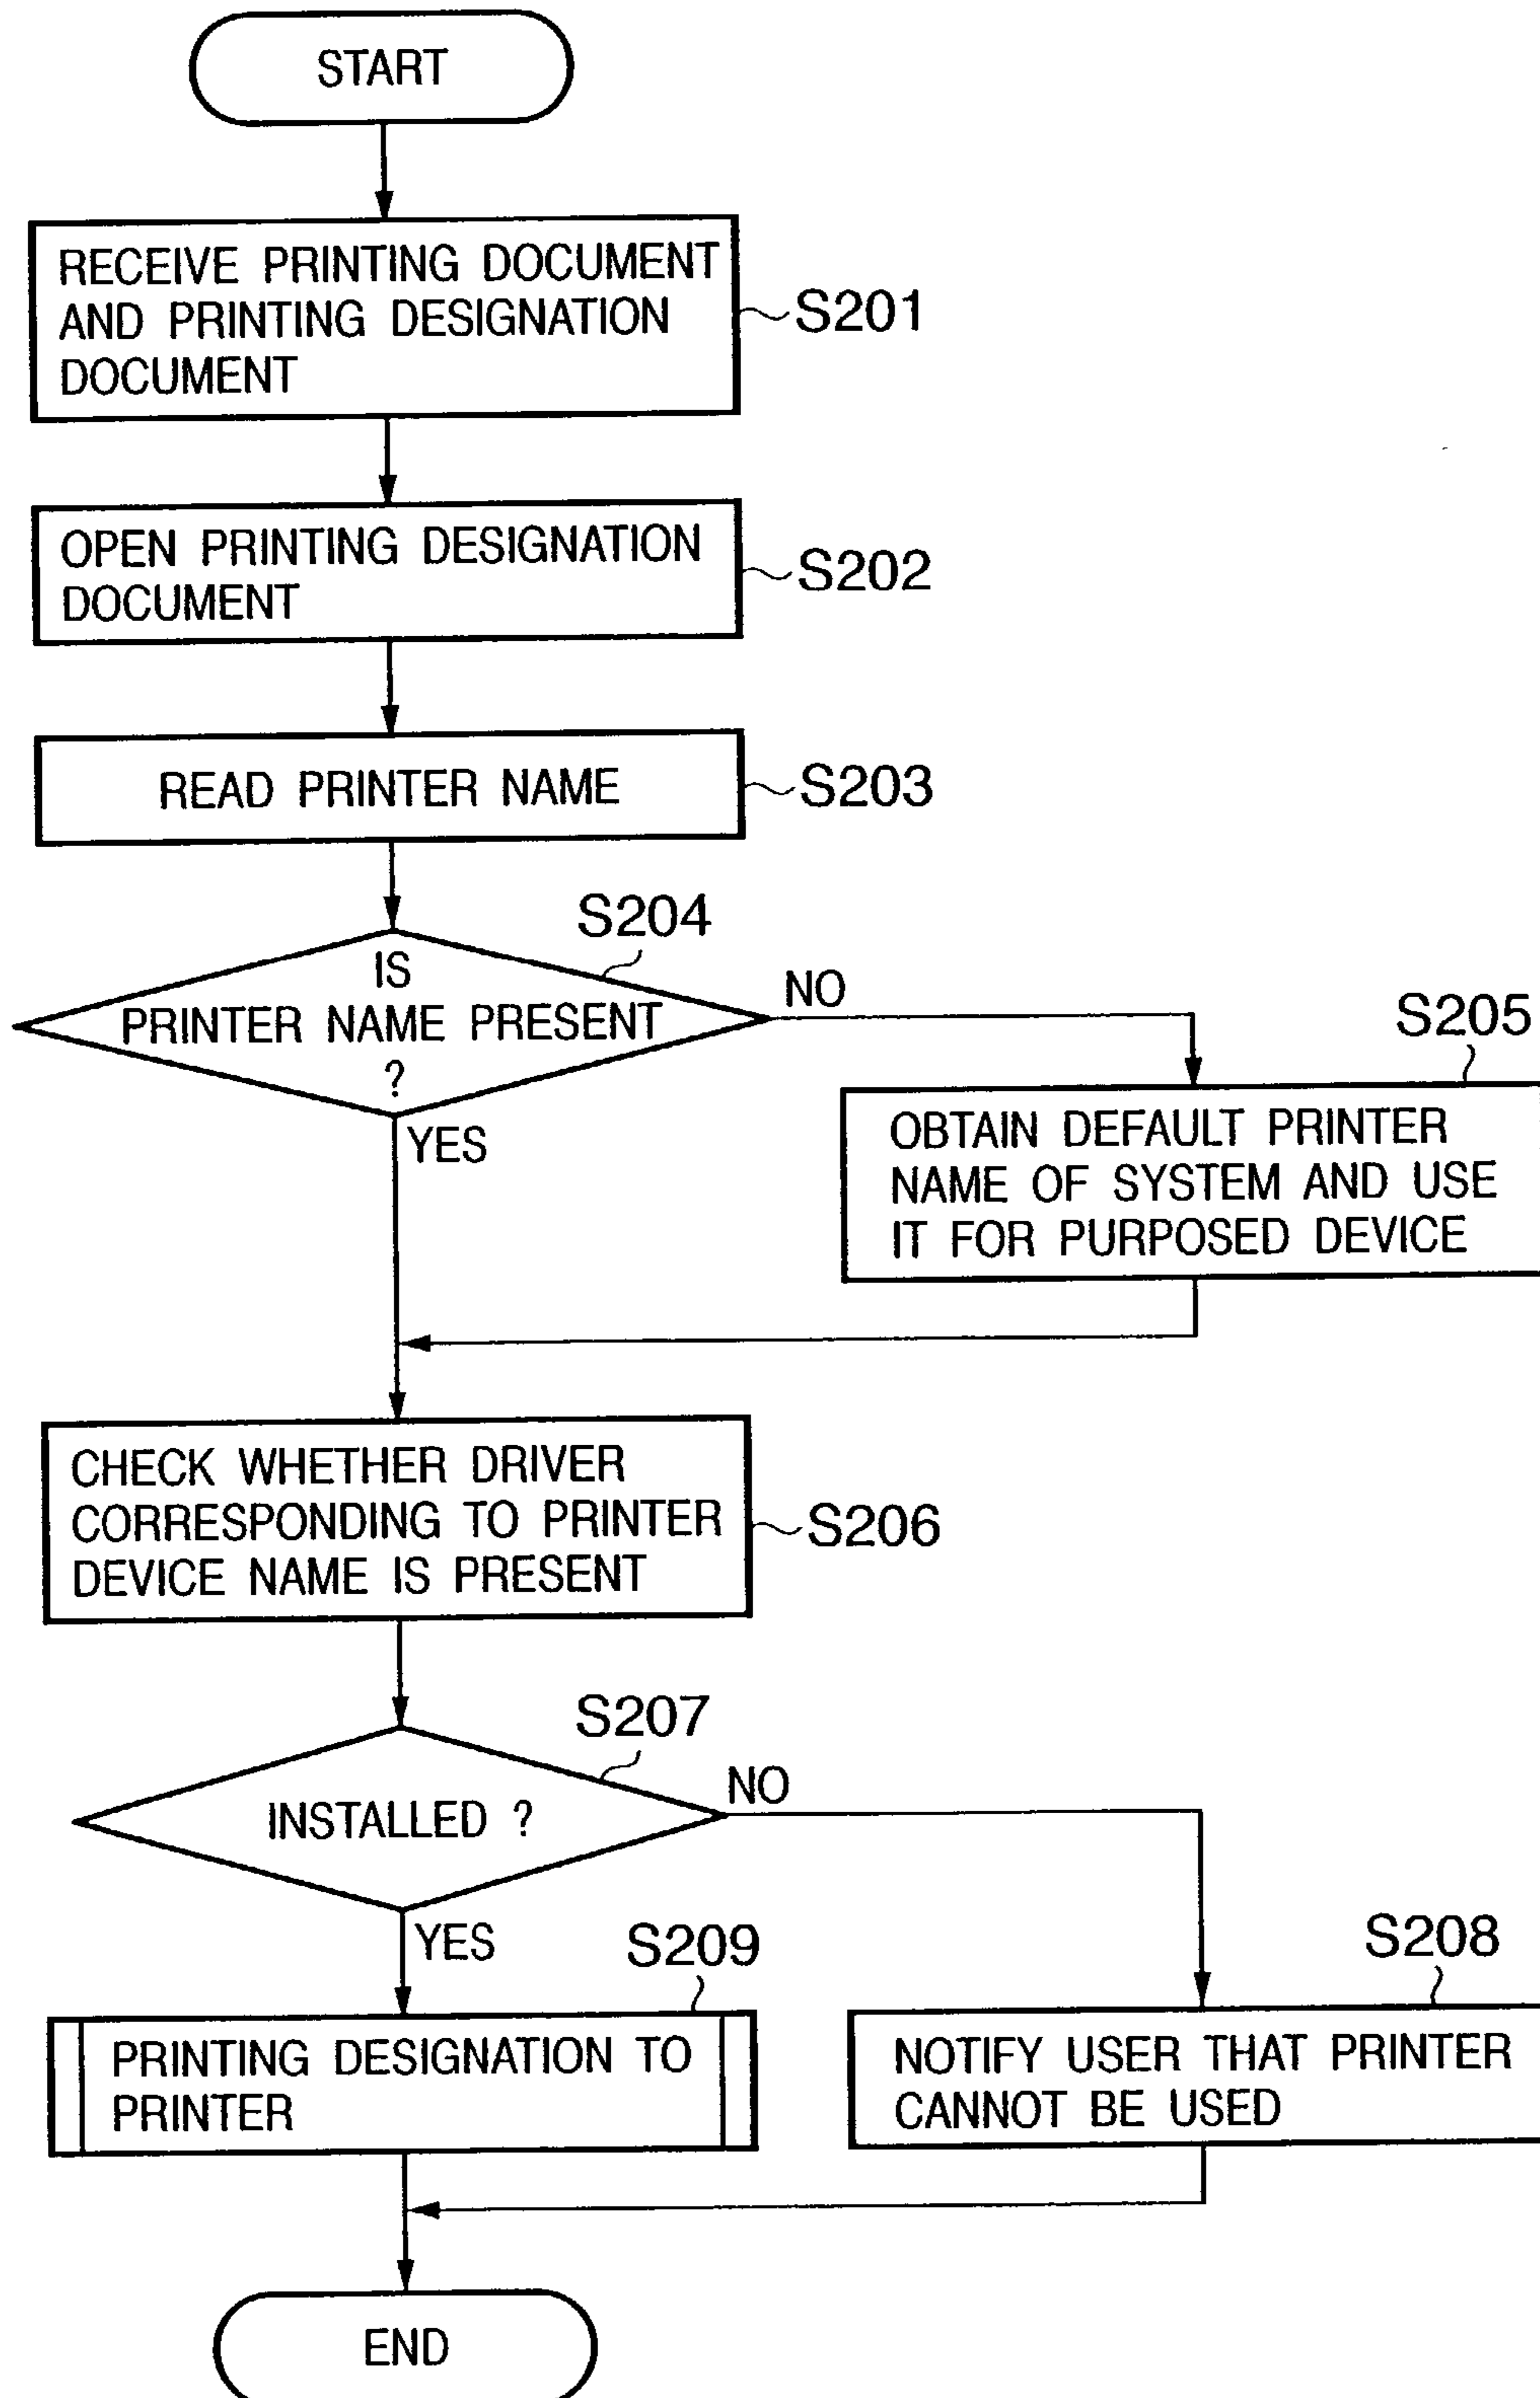 START
RECEIVE PRINTING DOCUMENT
AND PRINTING DESIGNATION
DOCUMENT
S201
OPEN PRINTING DESIGNATION
DOCUMENT
S202
READ PRINTER NAME
S203
S204
IS
PRINTER NAME PRESENT
?
NO
YES
S205
OBTAIN DEFAULT PRINTER
NAME OF SYSTEM AND USE
IT FOR PURPOSED DEVICE
CHECK WHETHER DRIVER
CORRESPONDING TO PRINTER
DEVICE NAME IS PRESENT
S206
S207
INSTALLED ?
NO
YES
S209
PRINTING DESIGNATION TO
PRINTER
S208
NOTIFY USER THAT PRINTER
CANNOT BE USED
END